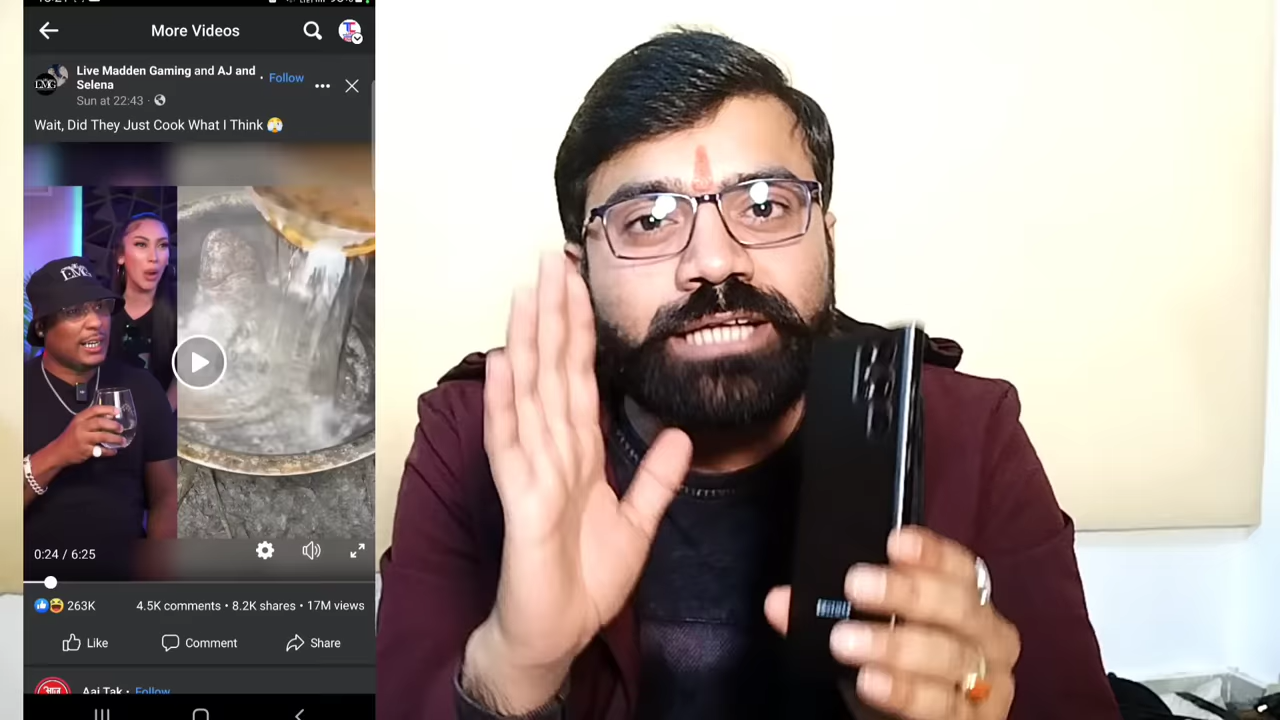 More Videos
Live Madden Gaming and AJ and · Follow
Selena
Sun at 22:43 ·
Wait, Did They Just Cook What I Think 🫣
LMG
0:24 / 6:25
263K
4.5K comments • 8.2K shares • 17M views
Like
Comment
Share
आज
Aaj Tak • Follow